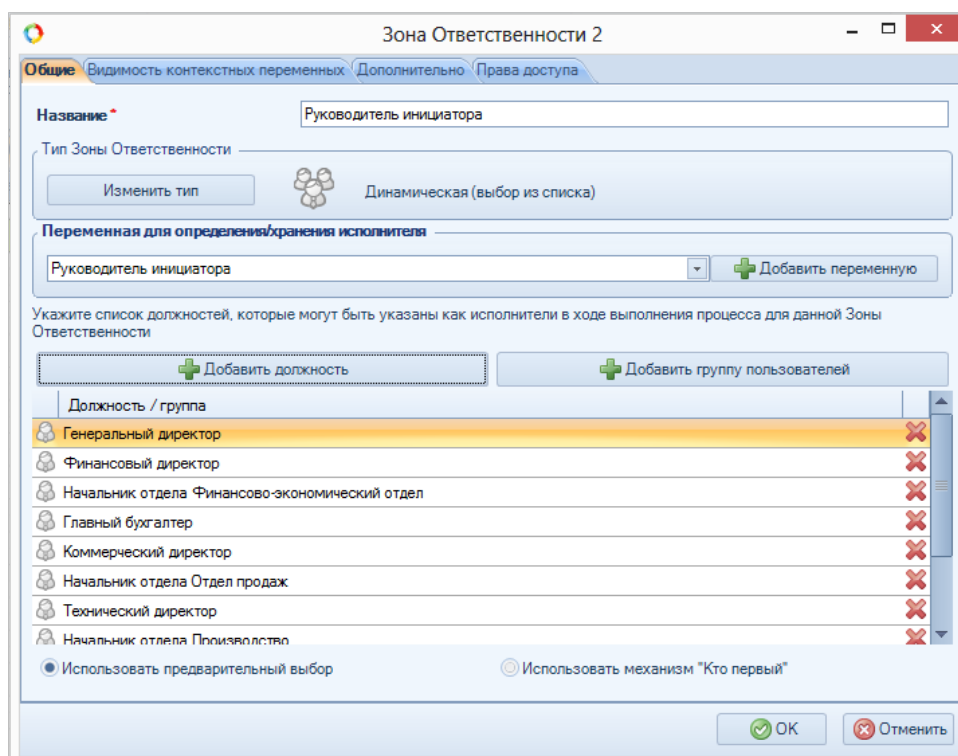 Зона Ответственности 2
Общие Видимость контекстных переменных Дополнительно Права доступа
Название * Руководитель инициатора
Тип Зоны Ответственности
Изменить тип Динамическая (выбор из списка)
Переменная для определения/хранения исполнителя
Руководитель инициатора Добавить переменную
Укажите список должностей, которые могут быть указаны как исполнители в ходе выполнения процесса для данной Зоны
Ответственности
Добавить должность Добавить группу пользователей
Должность / группа
Генеральный директор
Финансовый директор
Начальник отдела Финансово-экономический отдел
Главный бухгалтер
Коммерческий директор
Начальник отдела Отдел продаж
Технический директор
Начальник отдела Производство
Использовать предварительный выбор Использовать механизм "Кто первый"
OK Отменить